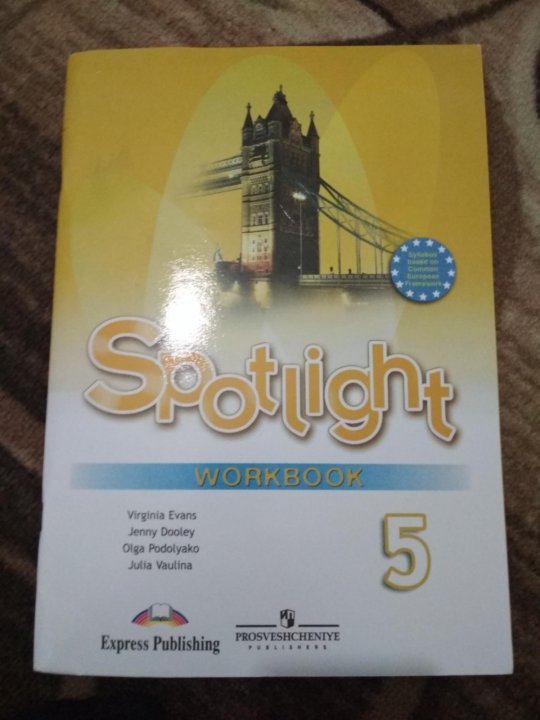 Syllabus
based on
Common
European
Framework
Spotlight
WORKBOOK
Virginia Evans
Jenny Dooley
Olga Podolyako
Julia Vaulina
5
Express Publishing
PROSVESHCHENIYE
PUBLISHERS